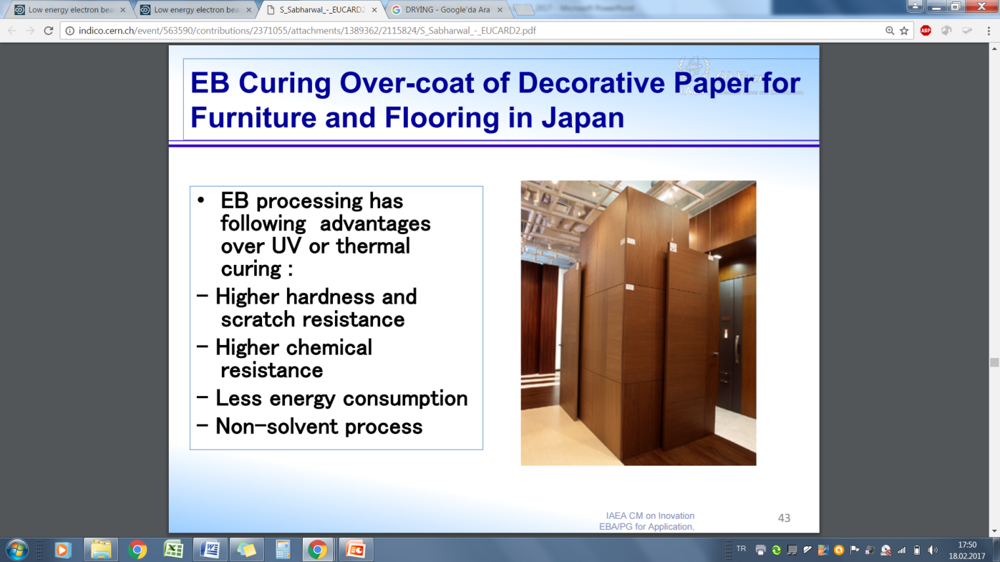 Low energy electron bea
Low energy electron bea
S_Sabharwal_-_EUCARD2
DRYING - Google'da Ara
indico.cern.ch/event/563590/contributions/2371055/attachments/1389362/2115824/S_Sabharwal_-_EUCARD2.pdf
ABP
EB Curing Over-coat of Decorative Paper for
Furniture and Flooring in Japan
• EB processing has
following advantages
over UV or thermal
curing :
– Higher hardness and
scratch resistance
– Higher chemical
resistance
– Less energy consumption
– Non-solvent process
IAEA CM on Inovation
EBA/PG for Application,
43
TR
17:50
18.02.2017